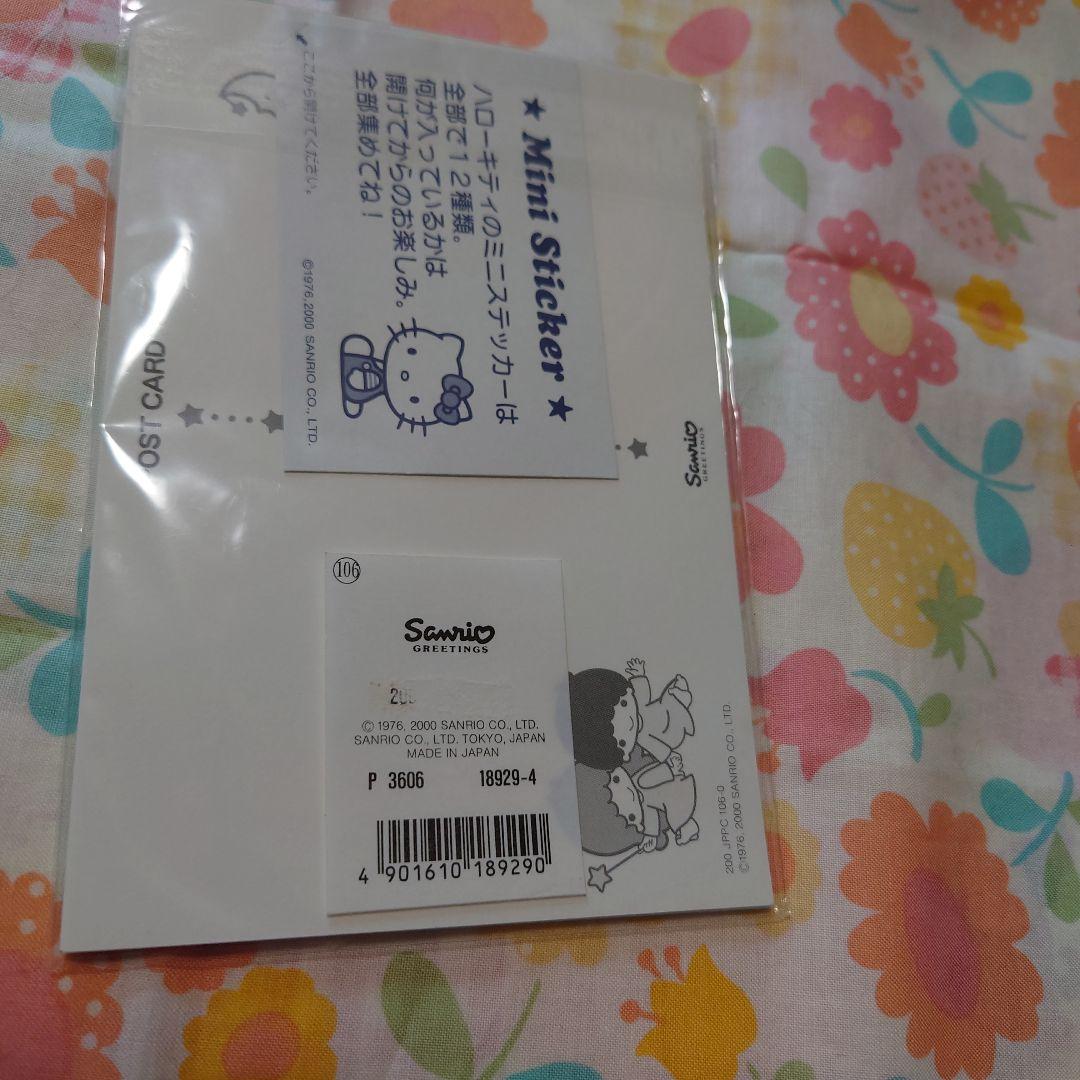 ★ Mini Sticker ★
ハローキティのミニステッカーは
全部で12種類。
何が入っているかは
開けてからのお楽しみ。
全部集めてね!
ここから開けてください。
©1976, 2000 SANRIO CO., LTD.
POST CARD
Sanrio
GREETINGS
106
Sanrio
GREETINGS
200
© 1976, 2000 SANRIO CO., LTD.
SANRIO CO., LTD. TOKYO, JAPAN
MADE IN JAPAN
P 3606 18929-4
4 901610 189290
200 JPPC 106-0
©1976, 2000 SANRIO CO., LTD.